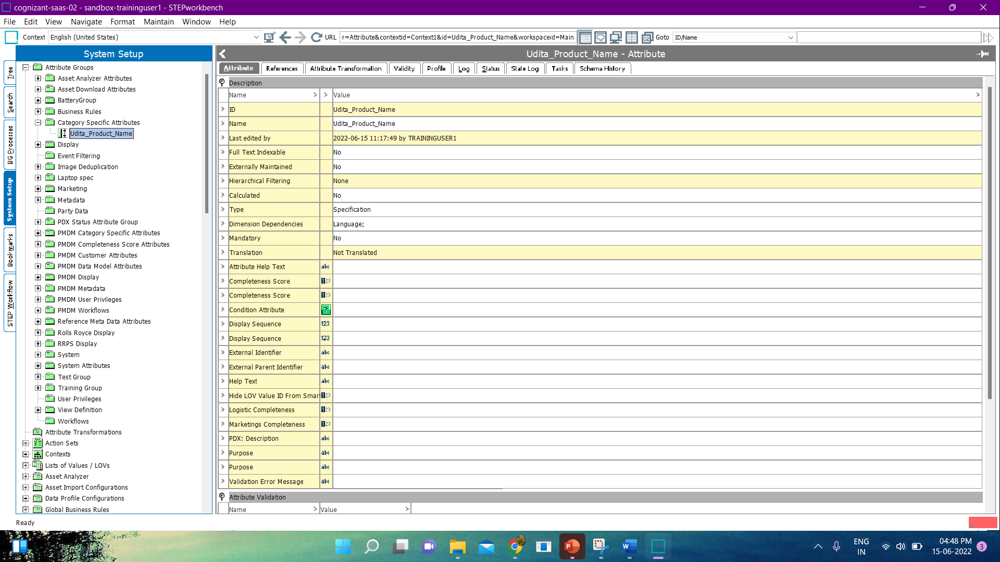 cognizant-saas-02 - sandbox-traininguser1 - STEPworkbench
File Edit View Navigate Format Maintain Window Help
Context English (United States) URL r=Attribute&contextid=Context1&id=Udita_Product_Name&workspaceid=Main Goto ID/Name
System Setup
Udita_Product_Name - Attribute
Tree
Search
BG Processes
System Setup
Bookmarks
STEP Workflow
Attribute Groups
Asset Analyzer Attributes
Asset Download Attributes
BatteryGroup
Business Rules
Category Specific Attributes
Udita_Product_Name
Display
Event Filtering
Image Deduplication
Laptop spec
Marketing
Metadata
Party Data
PDX Status Attribute Group
PMDM Category Specific Attributes
PMDM Completeness Score Attributes
PMDM Customer Attributes
PMDM Data Model Attributes
PMDM Display
PMDM Metadata
PMDM User Privileges
PMDM Workflows
Reference Meta Data Attributes
Rolls Royce Display
RRPS Display
System
System Attributes
Test Group
Training Group
User Privileges
View Definition
Workflows
Attribute Transformations
Action Sets
Contexts
Lists of Values / LOVs
Asset Analyzer
Asset Import Configurations
Data Profile Configurations
Global Business Rules
Attribute References Attribute Transformation Validity Profile Log Status State Log Tasks Schema History
Description
Name > > Value >
ID Udita_Product_Name
Name Udita_Product_Name
Last edited by 2022-06-15 11:17:49 by TRAININGUSER1
Full Text Indexable No
Externally Maintained No
Hierarchical Filtering None
Calculated No
Type Specification
Dimension Dependencies Language;
Mandatory No
Translation Not Translated
Attribute Help Text abc
Completeness Score 123
Completeness Score 123
Condition Attribute ?
Display Sequence 123
Display Sequence 123
External Identifier abc
External Parent Identifier abc
Help Text abc
Hide LOV Value ID From Smar 123
Logistic Completeness 123
Marketings Completeness 123
PDX: Description abc
Purpose abc
Purpose abc
Validation Error Message abc
Attribute Validation
Name > Value >
Ready
ENG
IN
04:48 PM
15-06-2022
3